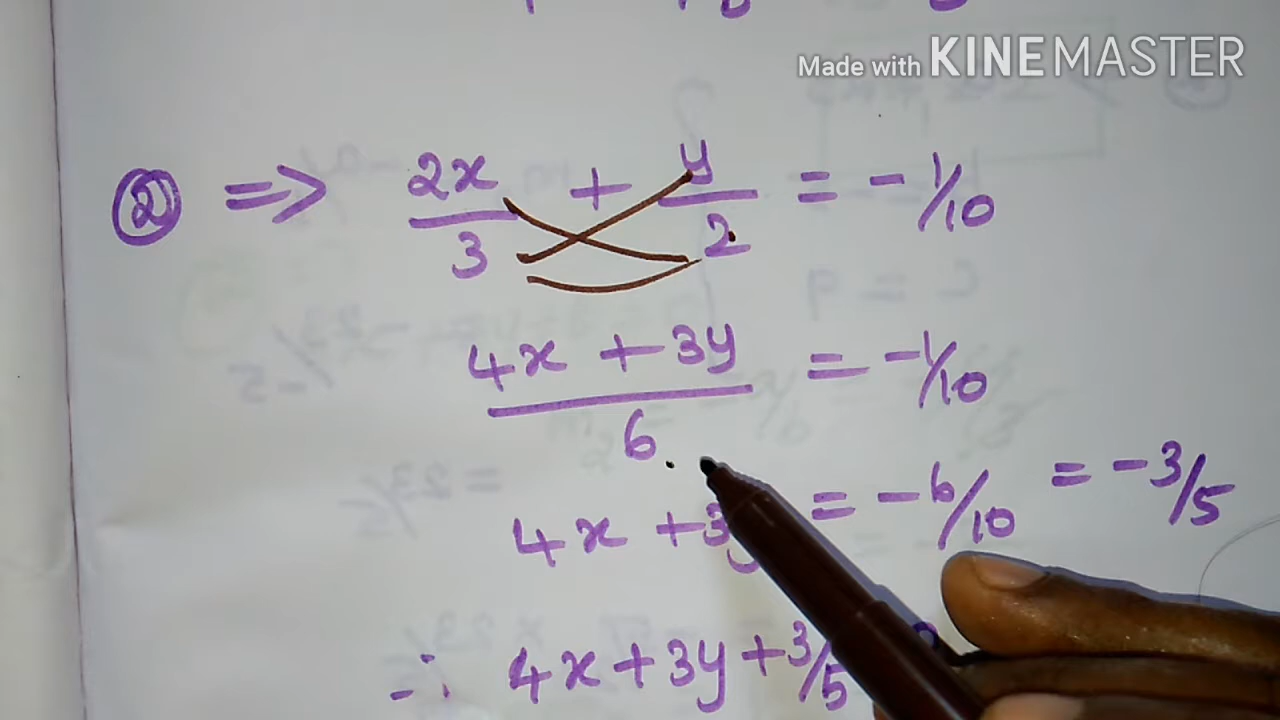 Made with KINEMASTER
② => 2x/3 + y/2 = -1/10
4x + 3y/6 = -1/10
4x + 3y = -6/10 = -3/5
∴ 4x + 3y + 3/5